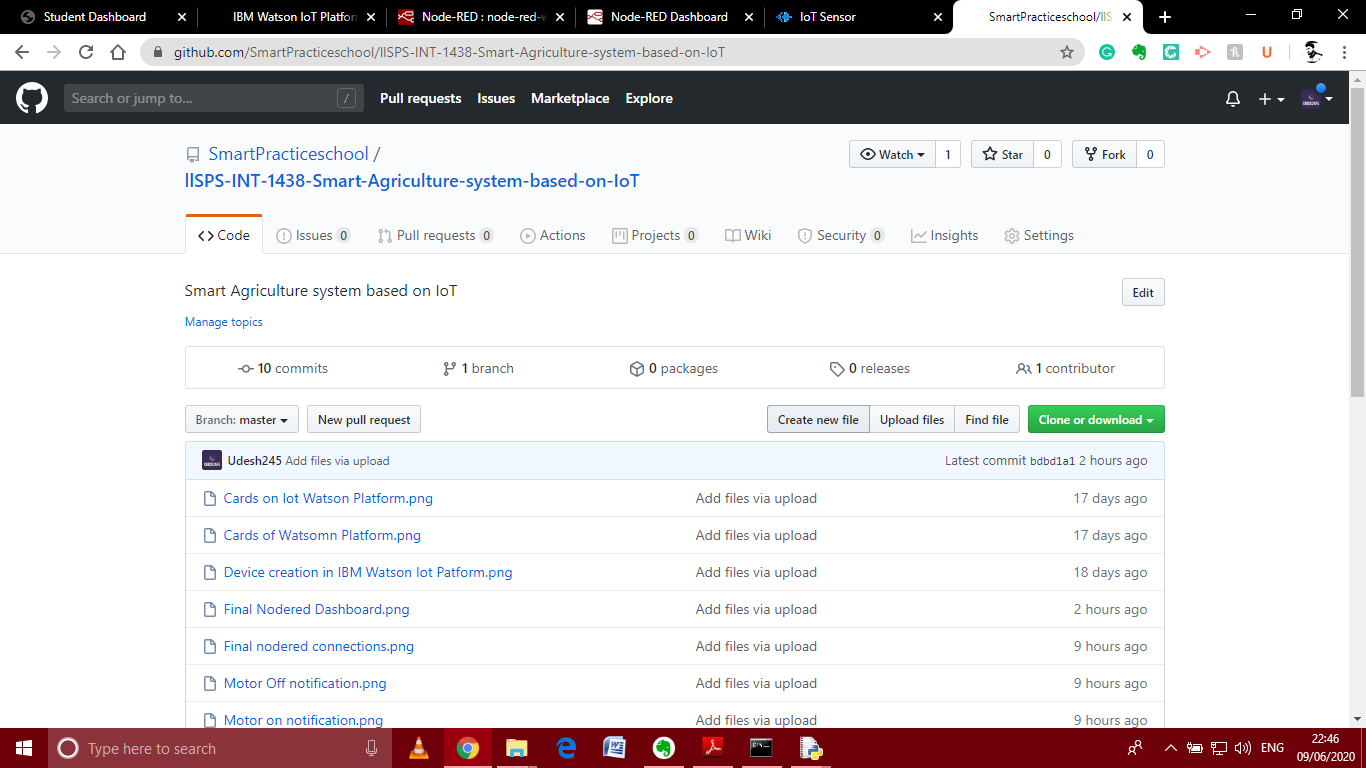 Student Dashboard
IBM Watson IoT Platfor
Node-RED : node-red-w
Node-RED Dashboard
IoT Sensor
SmartPracticeschool/llS
github.com/SmartPracticeschool/llSPS-INT-1438-Smart-Agriculture-system-based-on-IoT
Search or jump to... /
Pull requests Issues Marketplace Explore
SmartPracticeschool /
llSPS-INT-1438-Smart-Agriculture-system-based-on-IoT
Watch 1 Star 0 Fork 0
Code Issues 0 Pull requests 0 Actions Projects 0 Wiki Security 0 Insights Settings
Smart Agriculture system based on IoT
Edit
Manage topics
10 commits 1 branch 0 packages 0 releases 1 contributor
Branch: master New pull request Create new file Upload files Find file Clone or download
Udesh245 Add files via upload Latest commit bdbd1a1 2 hours ago
Cards on Iot Watson Platform.png Add files via upload 17 days ago
Cards of Watsomn Platform.png Add files via upload 17 days ago
Device creation in IBM Watson Iot Patform.png Add files via upload 18 days ago
Final Nodered Dashboard.png Add files via upload 2 hours ago
Final nodered connections.png Add files via upload 9 hours ago
Motor Off notification.png Add files via upload 9 hours ago
Motor on notification.png Add files via upload 9 hours ago
Type here to search
ENG
22:46
09/06/2020